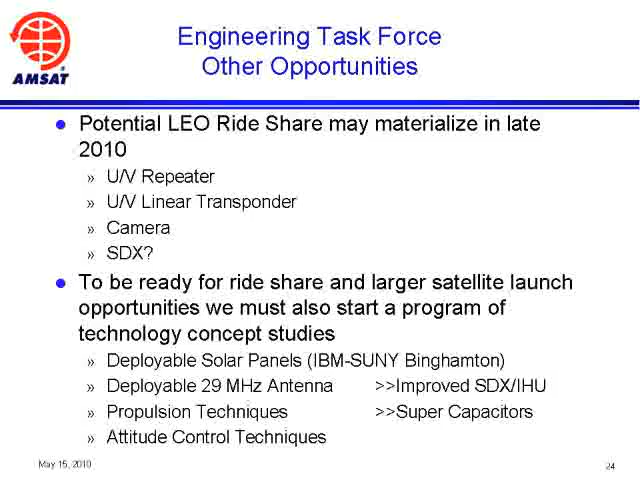 AMSAT
Engineering Task Force
Other Opportunities
● Potential LEO Ride Share may materialize in late
2010
» U/V Repeater
» U/V Linear Transponder
» Camera
» SDX?
● To be ready for ride share and larger satellite launch
opportunities we must also start a program of
technology concept studies
» Deployable Solar Panels (IBM-SUNY Binghamton)
» Deployable 29 MHz Antenna >>Improved SDX/IHU
» Propulsion Techniques >>Super Capacitors
» Attitude Control Techniques
May 15, 2010 24